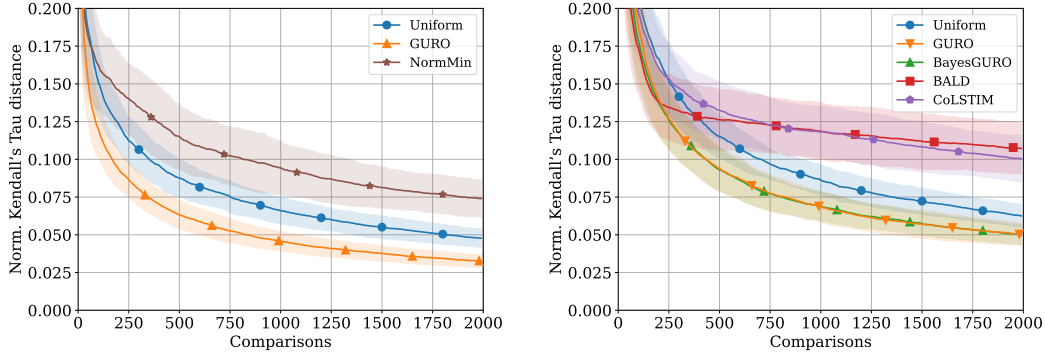 Norm. Kendall's Tau distance
0.200
0.175
0.150
0.125
0.100
0.075
0.050
0.025
0.000
Uniform
GURO
NormMin
0 250 500 750 1000 1250 1500 1750 2000
Comparisons
Norm. Kendall's Tau distance
0.200
0.175
0.150
0.125
0.100
0.075
0.050
0.025
0.000
Uniform
GURO
BayesGURO
BALD
CoLSTIM
0 250 500 750 1000 1250 1500 1750 2000
Comparisons